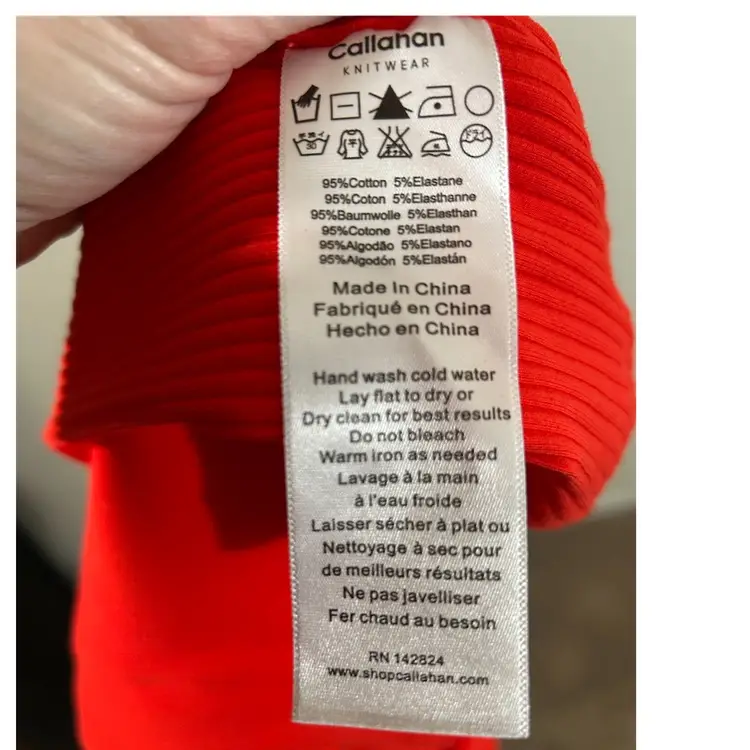 Callahan
KNITWEAR
95%Cotton 5%Elastane
95%Coton 5%Elasthanne
95%Baumwolle 5%Elasthan
95%Cotone 5%Elastan
95%Algodão 5%Elastano
95%Algodón 5%Elastán
Made In China
Fabriqué en China
Hecho en China
Hand wash cold water
Lay flat to dry or
Dry clean for best results
Do not bleach
Warm iron as needed
Lavage à la main
à l'eau froide
Laisser sécher à plat ou
Nettoyage à sec pour
de meilleurs résultats
Ne pas javelliser
Fer chaud au besoin
RN 142824
www.shopcallahan.com